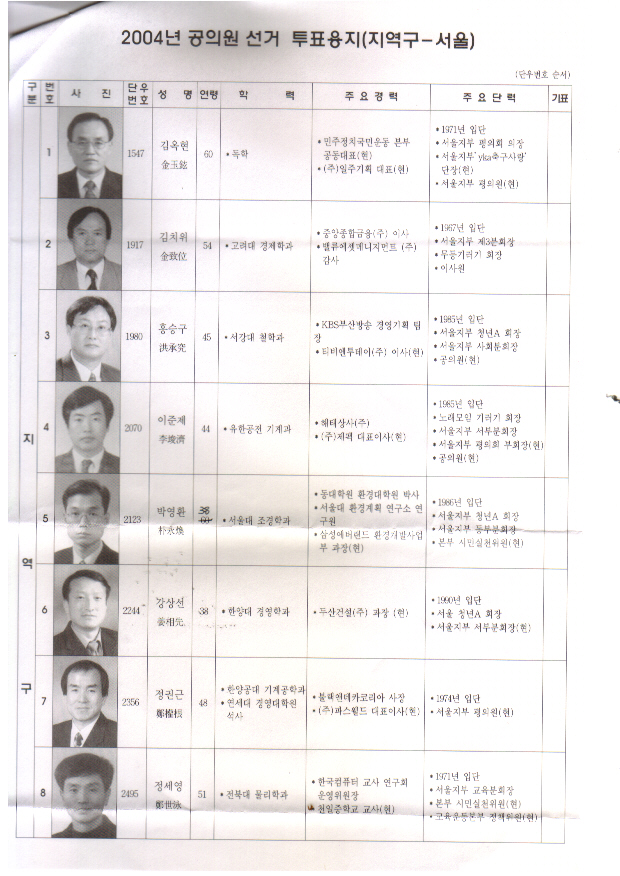 2004년 공의원 선거 투표용지(지역구-서울)
(단우번호 순서)
구분 번호 사 진 단우번호 성 명 연령 학 력 주 요 경 력 주 요 단 력 기표
지 역 구
1 1547 김옥현 金玉鉉 60 • 독학
• 민주정치국민운동 본부
공동대표(현)
• (주)일주기획 대표(현)
• 1971년 입단
• 서울지부 평의회 의장
• 서울지부 'yka축구사랑'
단장(현)
• 서울지부 평의원(현)
2 1917 김치위 金致位 54 • 고려대 경제학과
• 중앙종합금융(주) 이사
• 밸류에셋메니지먼트 (주)
감사
• 1967년 입단
• 서울지부 제3분회장
• 무등기러기 회장
• 이사원
3 1980 홍승구 洪承究 45 • 서강대 철학과
• KBS부산방송 경영기획 팀
장
• 티비앤투데이(주) 이사(현)
• 1985년 입단
• 서울지부 청년A 회장
• 서울지부 사회분회장
• 공의원(현)
4 2070 이준제 李埈濟 44 • 유한공전 기계과
• 해태상사(주)
• (주)제팩 대표이사(현)
• 1985년 입단
• 노래모임 기러기 회장
• 서울지부 서부분회장
• 서울지부 평의회 부회장(현)
• 공의원(현)
5 2123 박영환 朴永煥 38 60 • 서울대 조경학과
• 동대학원 환경대학원 박사
• 서울대 환경계획 연구소 연
구원
• 삼성에버랜드 환경개발사업
부 과장(현)
• 1986년 입단
• 서울지부 청년A 회장
• 서울지부 동부분회장
• 본부 시민실천위원(현)
6 2244 강상선 姜相先 38 • 한양대 경영학과
• 두산건설(주) 과장 (현)
• 1990년 입단
• 서울 청년A 회장
• 서울지부 서부분회장(현)
7 2356 정권근 鄭權根 48
• 한양공대 기계공학과
• 연세대 경영대학원
석사
• 블랙앤데카코리아 사장
• (주)파스웰드 대표이사(현)
• 1974년 입단
• 서울지부 평의원(현)
8 2495 정세영 鄭世泳 51 • 전북대 물리학과
• 한국컴퓨터 교사 연구회
운영위원장
• 천일중학교 교사(현)
• 1971년 입단
• 서울지부 교육분회장
• 본부 시민실천위원(현)
• 교육운동본부 정책위원(현)